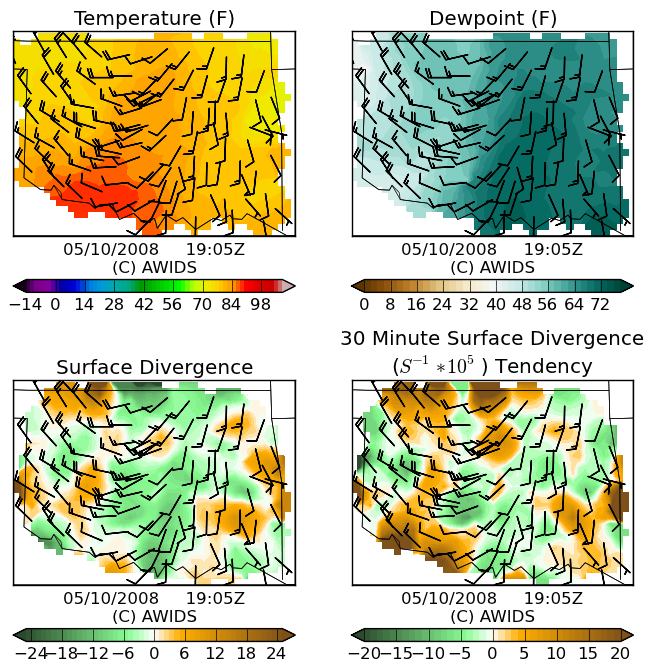 Temperature (F)
Dewpoint (F)
05/10/2008 19:05Z
(C) AWIDS
−14 0 14 28 42 56 70 84 98
05/10/2008 19:05Z
(C) AWIDS
0 8 16 24 32 40 48 56 64 72
Surface Divergence
30 Minute Surface Divergence
(S⁻¹ *10⁵ ) Tendency
05/10/2008 19:05Z
(C) AWIDS
−24 −18 −12 −6 0 6 12 18 24
05/10/2008 19:05Z
(C) AWIDS
−20 −15 −10 −5 0 5 10 15 20